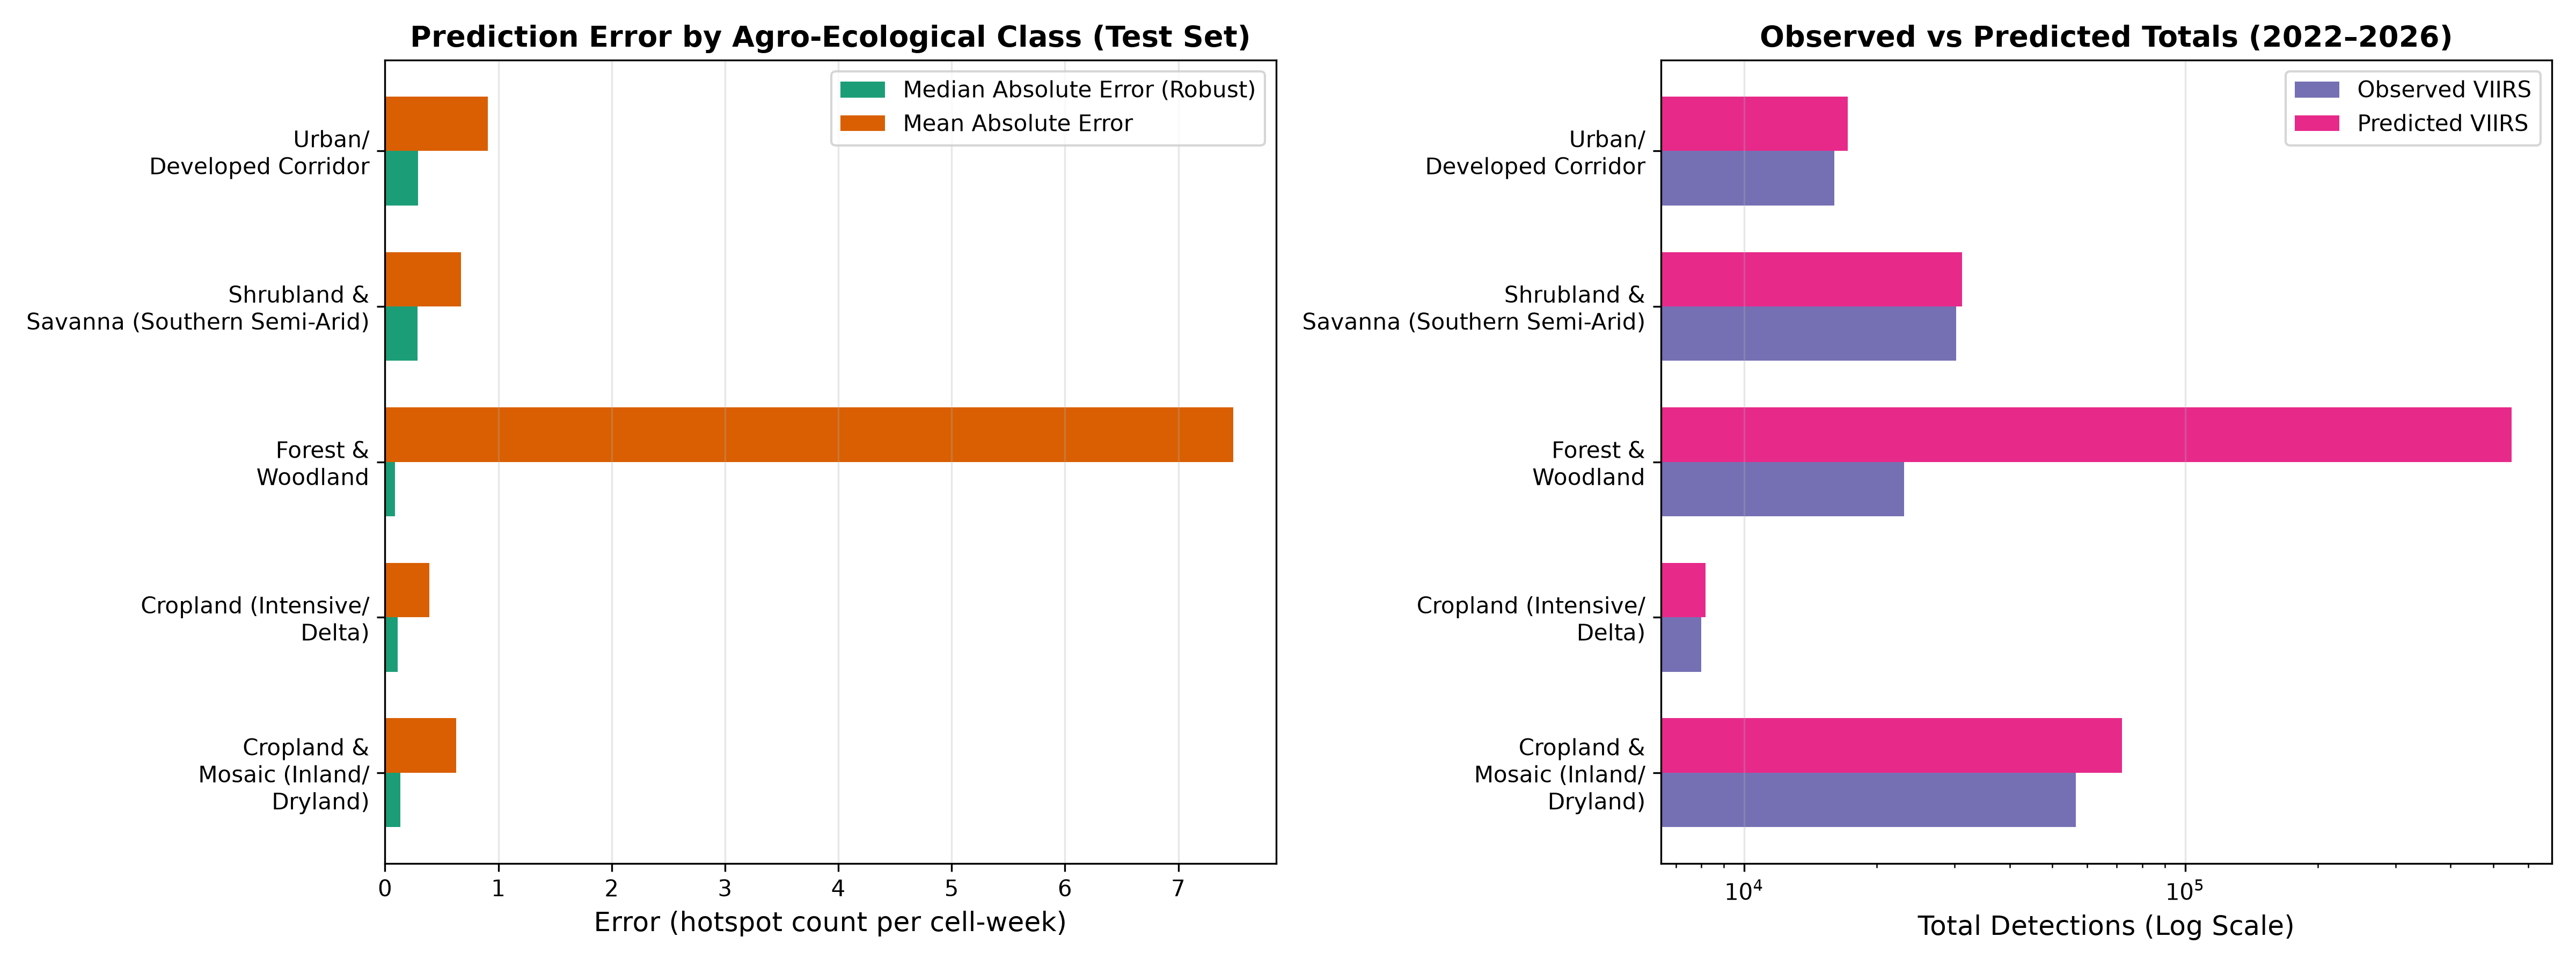 Prediction Error by Agro-Ecological Class (Test Set)
Median Absolute Error (Robust)
Mean Absolute Error
Urban/
Developed Corridor
Shrubland &
Savanna (Southern Semi-Arid)
Forest &
Woodland
Cropland (Intensive/
Delta)
Cropland &
Mosaic (Inland/
Dryland)
0 1 2 3 4 5 6 7
Error (hotspot count per cell-week)
Observed vs Predicted Totals (2022–2026)
Observed VIIRS
Predicted VIIRS
Urban/
Developed Corridor
Shrubland &
Savanna (Southern Semi-Arid)
Forest &
Woodland
Cropland (Intensive/
Delta)
Cropland &
Mosaic (Inland/
Dryland)
10⁴ 10⁵
Total Detections (Log Scale)